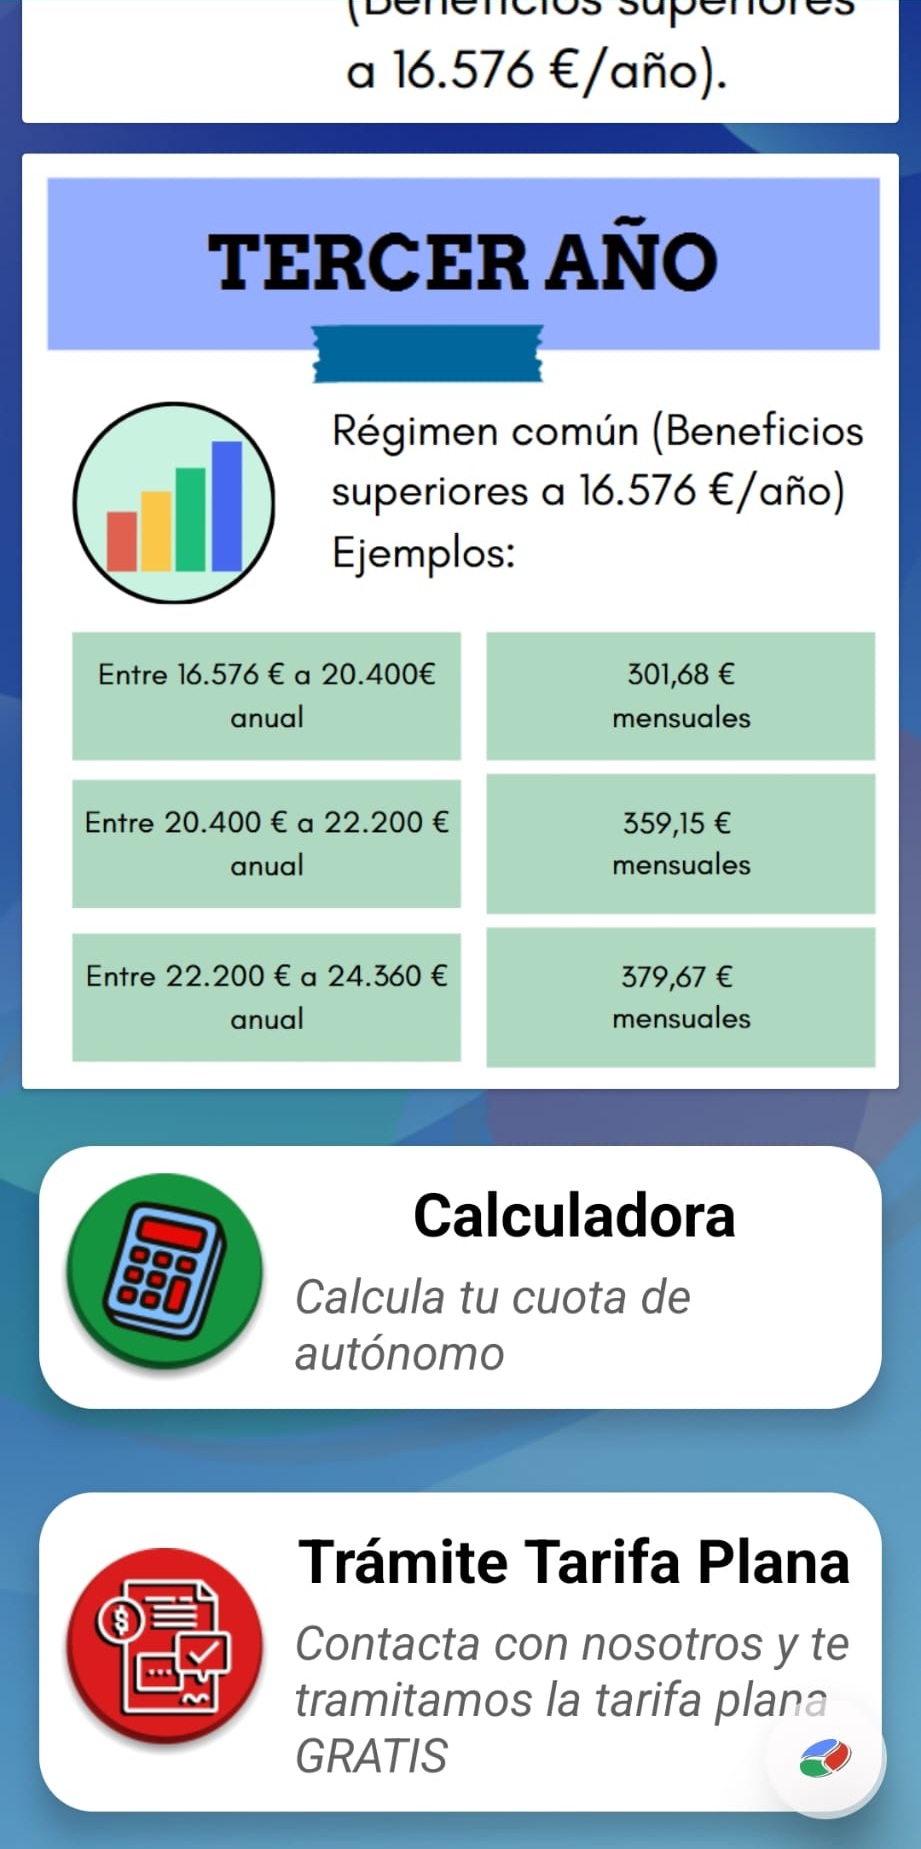 (Beneficios superiores
a 16.576 €/año).
TERCER AÑO
Régimen común (Beneficios
superiores a 16.576 €/año)
Ejemplos:
Entre 16.576 € a 20.400€
anual
301,68 €
mensuales
Entre 20.400 € a 22.200 €
anual
359,15 €
mensuales
Entre 22.200 € a 24.360 €
anual
379,67 €
mensuales
Calculadora
Calcula tu cuota de
autónomo
Trámite Tarifa Plana
Contacta con nosotros y te
tramitamos la tarifa plana
GRATIS